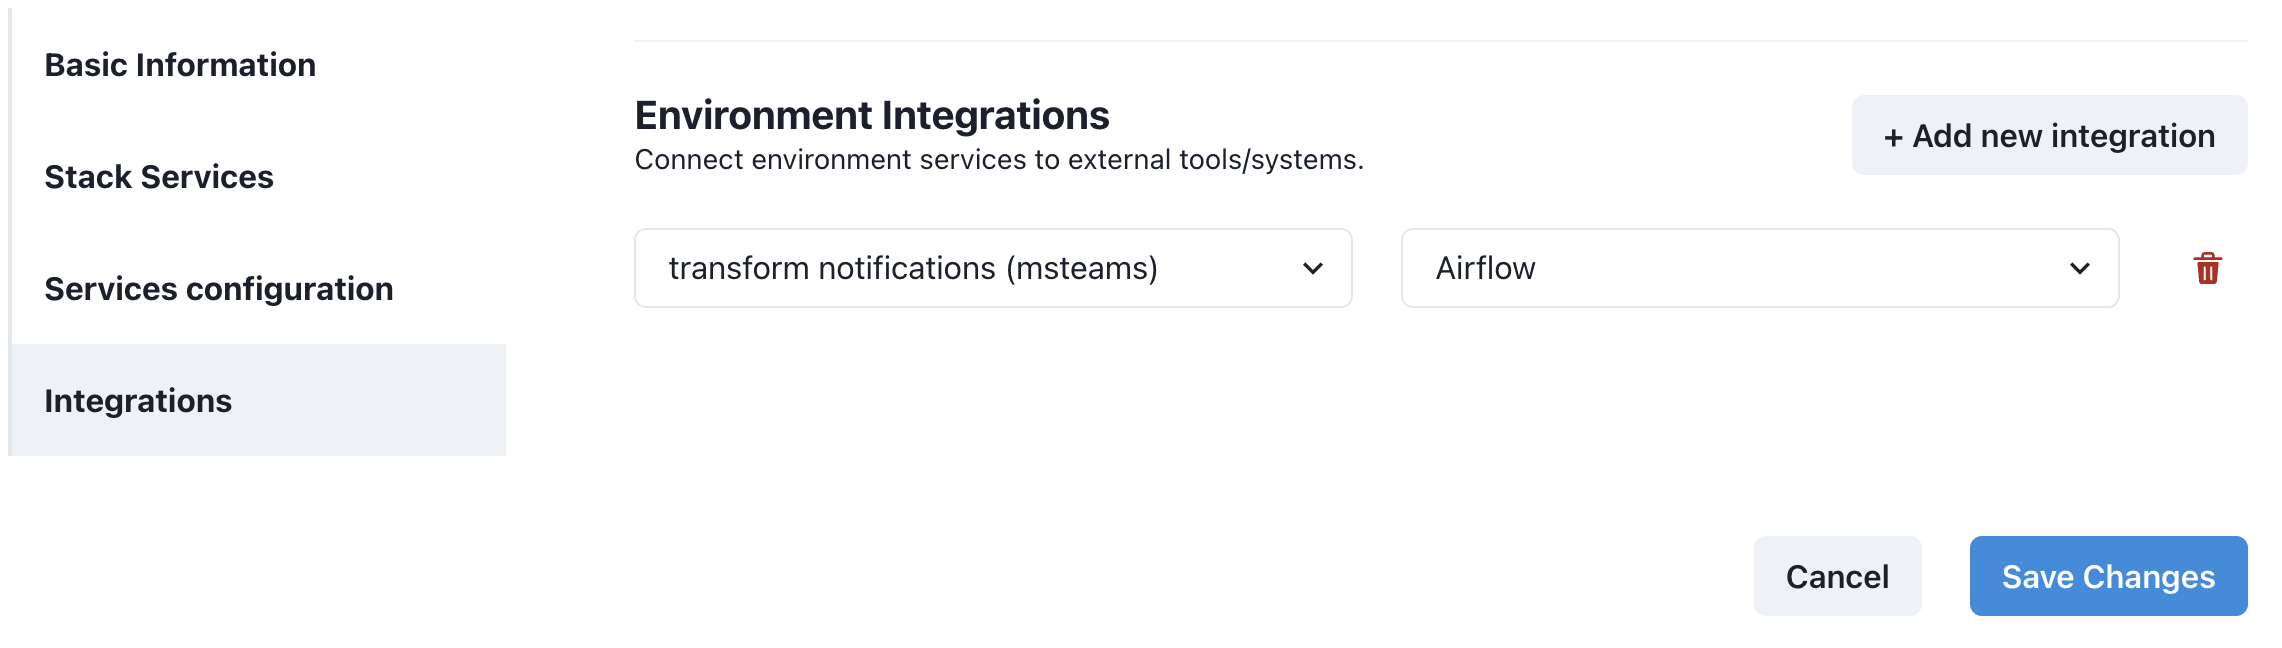 Basic Information
Stack Services
Services configuration
Integrations
Environment Integrations
Connect environment services to external tools/systems.
+ Add new integration
transform notifications (msteams)
Airflow
Cancel
Save Changes